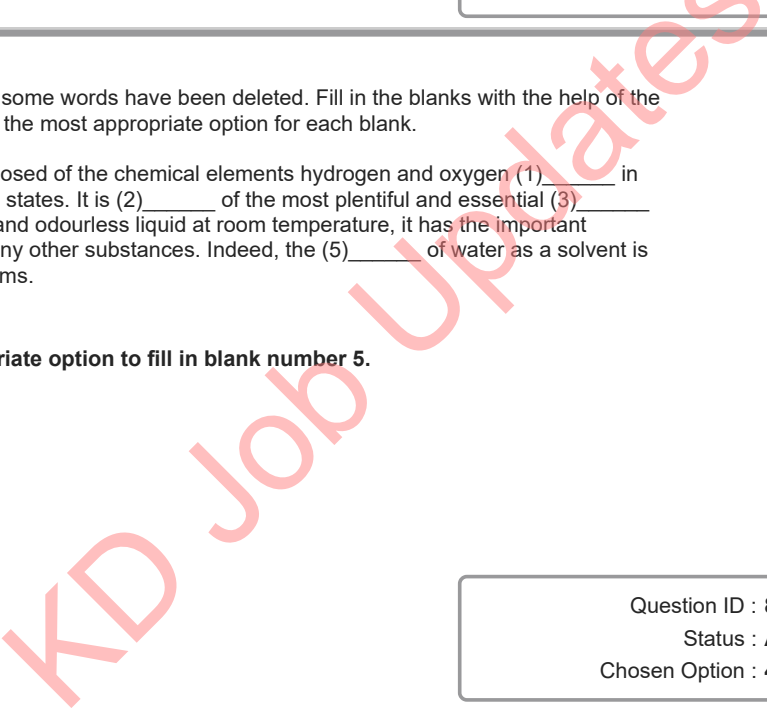 some words have been deleted. Fill in the blanks with the help of the
the most appropriate option for each blank.
osed of the chemical elements hydrogen and oxygen (1)______ in
states. It is (2)______ of the most plentiful and essential (3)______
and odourless liquid at room temperature, it has the important
ny other substances. Indeed, the (5)______ of water as a solvent is
ms.
riate option to fill in blank number 5.
KD Job Updates
Question ID :
Status :
Chosen Option :